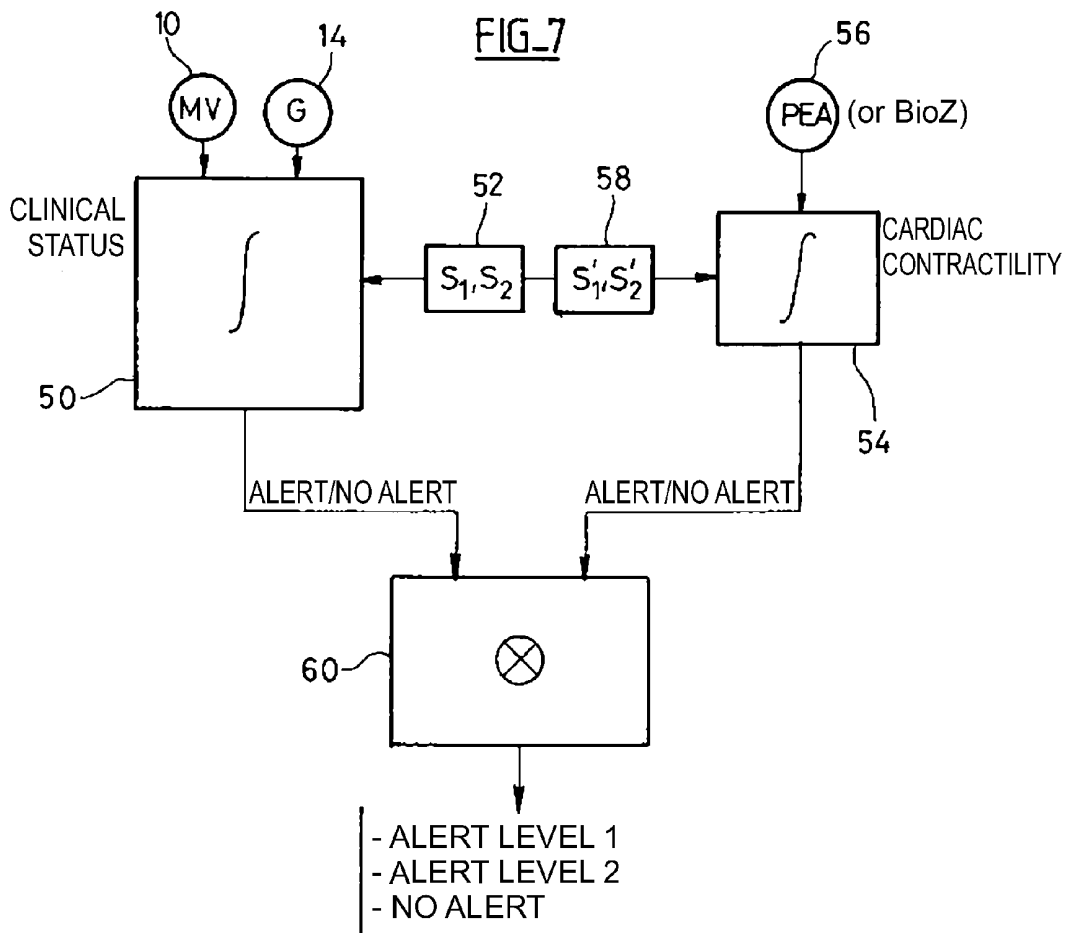 FIG_7
10
14
56
MV
G
PEA (or BioZ)
52
58
CLINICAL
STATUS
∫
S1,S2
S'1,S'2
∫
CARDIAC
CONTRACTILITY
50
54
ALERT/NO ALERT
ALERT/NO ALERT
60
- ALERT LEVEL 1
- ALERT LEVEL 2
- NO ALERT